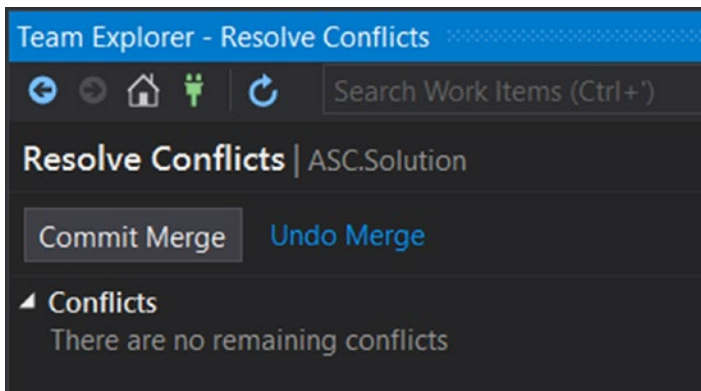 Team Explorer - Resolve Conflicts
Search Work Items (Ctrl+')
Resolve Conflicts | ASC.Solution
Commit Merge Undo Merge
Conflicts
There are no remaining conflicts